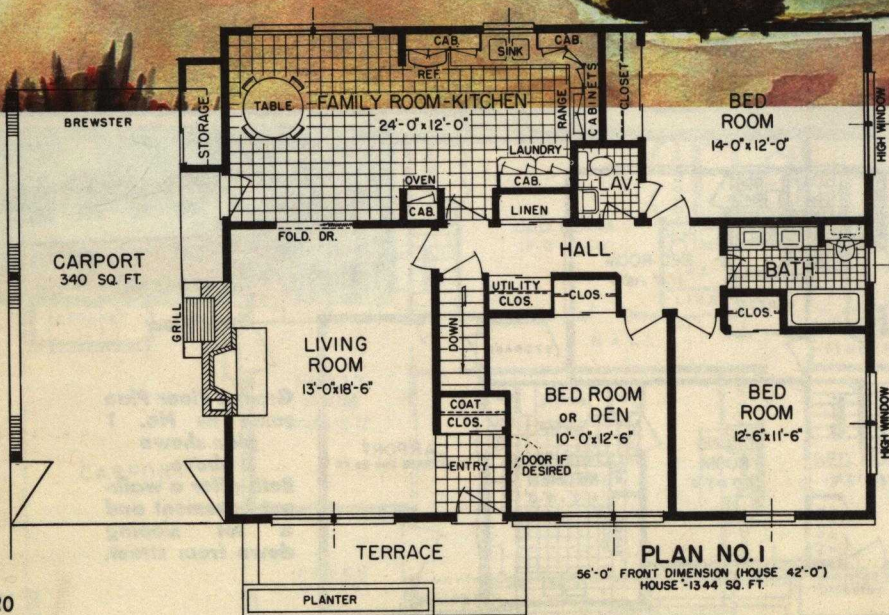 BREWSTER
STORAGE
TABLE
FAMILY ROOM-KITCHEN
24'-0"x12'-0"
CAB.
SINK
CAB.
REF.
RANGE
CABINETS
CLOSET
BED
ROOM
14-0"x 12'-0"
HIGH WINDOW
LAUNDRY
CAB.
LAV.
OVEN
CAB.
LINEN
FOLD. DR.
HALL
BATH
CARPORT
340 SQ. FT.
GRILL
UTILITY
CLOS.
CLOS.
CLOS.
DOWN
LIVING
ROOM
13'-0"x18'-6"
COAT
CLOS.
ENTRY
BED ROOM
OR DEN
10'-0"x12'-6"
DOOR IF
DESIRED
BED
ROOM
12'-6"x11'-6"
HIGH WINDOW
TERRACE
PLANTER
PLAN NO. 1
56'-0" FRONT DIMENSION (HOUSE 42'-0")
HOUSE-1344 SQ. FT.
20